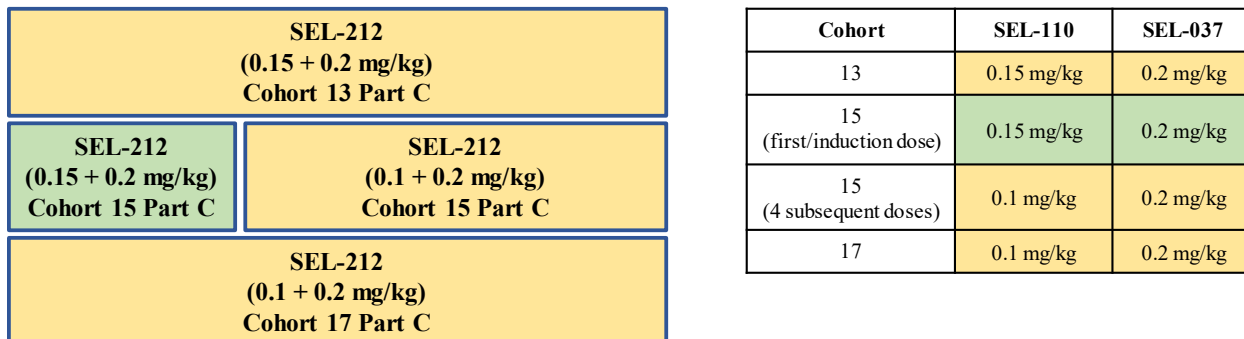 SEL-212
(0.15 + 0.2 mg/kg)
Cohort 13 Part C
SEL-212
(0.15 + 0.2 mg/kg)
Cohort 15 Part C
SEL-212
(0.1 + 0.2 mg/kg)
Cohort 15 Part C
SEL-212
(0.1 + 0.2 mg/kg)
Cohort 17 Part C
Cohort SEL-110 SEL-037
13 0.15 mg/kg 0.2 mg/kg
15
(first/induction dose) 0.15 mg/kg 0.2 mg/kg
15
(4 subsequent doses) 0.1 mg/kg 0.2 mg/kg
17 0.1 mg/kg 0.2 mg/kg